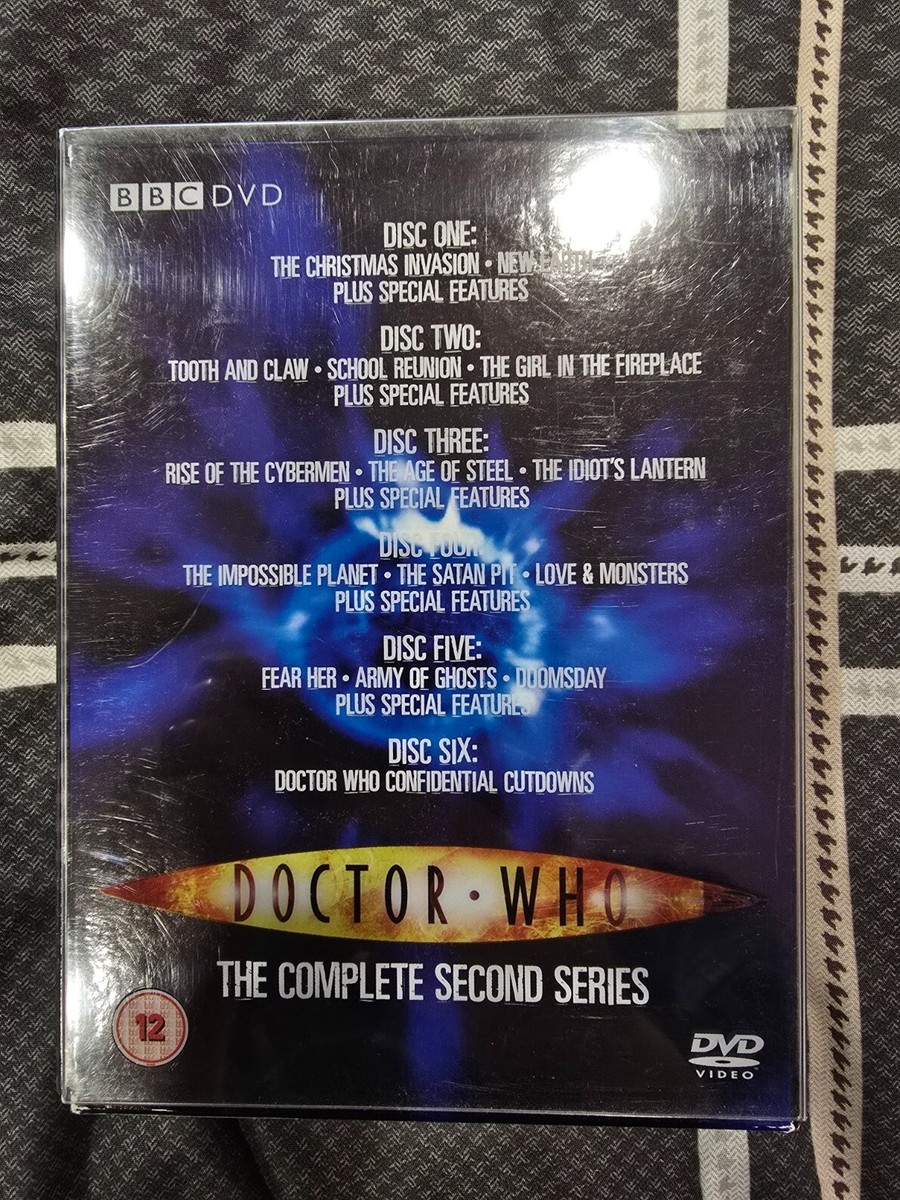 BBC DVD
DISC ONE:
THE CHRISTMAS INVASION • NEW EARTH
PLUS SPECIAL FEATURES
DISC TWO:
TOOTH AND CLAW • SCHOOL REUNION • THE GIRL IN THE FIREPLACE
PLUS SPECIAL FEATURES
DISC THREE:
RISE OF THE CYBERMEN • THE AGE OF STEEL • THE IDIOT'S LANTERN
PLUS SPECIAL FEATURES
DISC FOUR:
THE IMPOSSIBLE PLANET • THE SATAN PIT • LOVE & MONSTERS
PLUS SPECIAL FEATURES
DISC FIVE:
FEAR HER • ARMY OF GHOSTS • DOOMSDAY
PLUS SPECIAL FEATURES
DISC SIX:
DOCTOR WHO CONFIDENTIAL CUTDOWNS
DOCTOR • WHO
THE COMPLETE SECOND SERIES
12
DVD
VIDEO